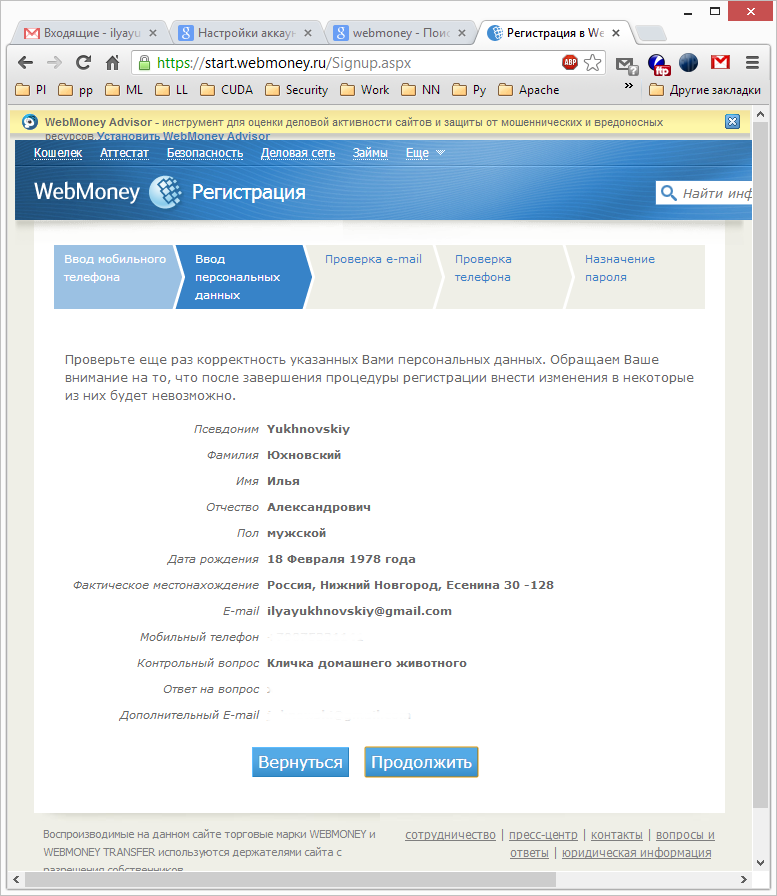 Входящие - ilyayu
Настройки аккаун
webmoney - Поис
Регистрация в We
https://start.webmoney.ru/Signup.aspx
ABP
?
ftp
PI
pp
ML
LL
CUDA
Security
Work
NN
Py
Apache
»
Другие закладки
WebMoney Advisor - инструмент для оценки деловой активности сайтов и защиты от мошеннических и вредоносных
ресурсов Установить WebMoney Advisor
Кошелек Аттестат Безопасность Деловая сеть Займы Еще
WebMoney Регистрация
Найти инф
Ввод мобильного
телефона
Ввод
персональных
данных
Проверка e-mail
Проверка
телефона
Назначение
пароля
Проверьте еще раз корректность указанных Вами персональных данных. Обращаем Ваше
внимание на то, что после завершения процедуры регистрации внести изменения в некоторые
из них будет невозможно.
Псевдоним Yukhnovskiy
Фамилия Юхновский
Имя Илья
Отчество Александрович
Пол мужской
Дата рождения 18 Февраля 1978 года
Фактическое местонахождение Россия, Нижний Новгород, Есенина 30 -128
E-mail ilyayukhnovskiy@gmail.com
Мобильный телефон
Контрольный вопрос Кличка домашнего животного
Ответ на вопрос
Дополнительный E-mail
Вернуться Продолжить
Воспроизводимые на данном сайте торговые марки WEBMONEY и
WEBMONEY TRANSFER используются держателями сайта с
разрешения собственников
сотрудничество | пресс-центр | контакты | вопросы и
ответы | юридическая информация